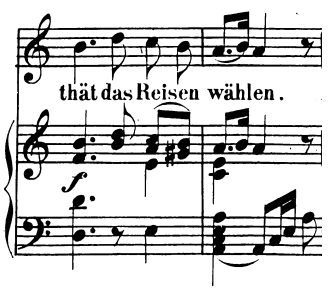 thät das Reisen wählen.
f